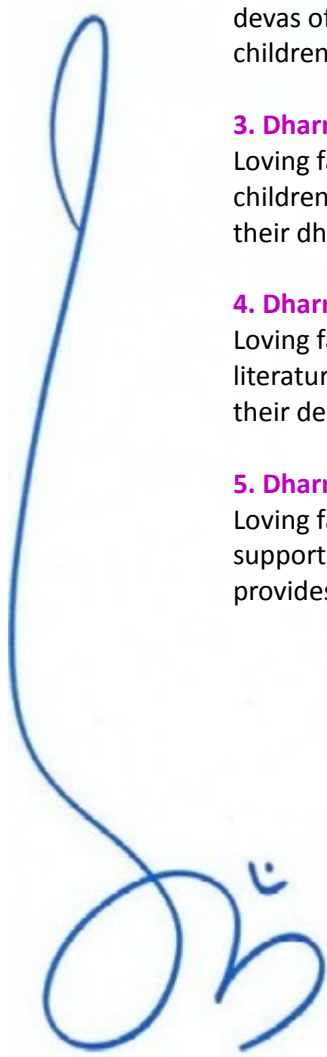 devas of
children
3. Dharm
Loving fa
children
their dh
4. Dharm
Loving fa
literatur
their de
5. Dharm
Loving fa
support
provides